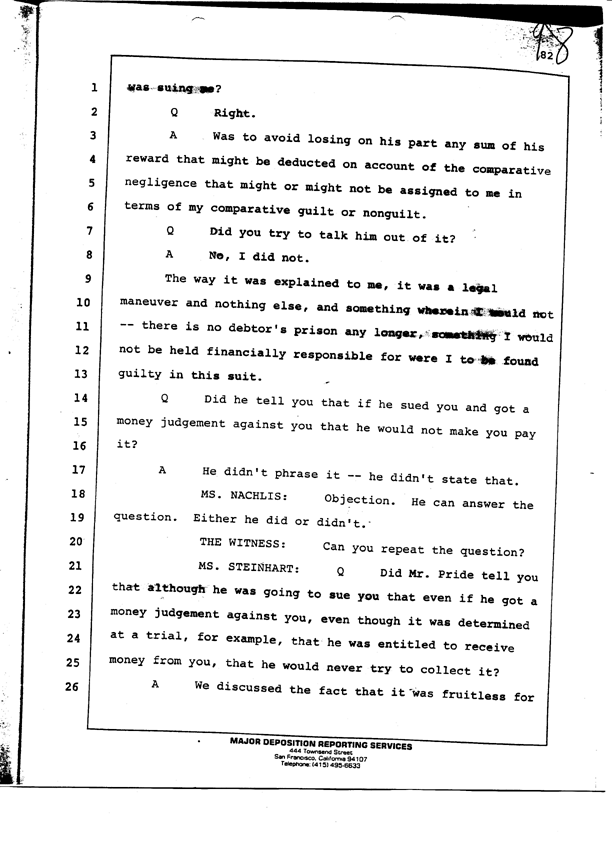 82
1 was suing me?
2 Q Right.
3 A Was to avoid losing on his part any sum of his
4 reward that might be deducted on account of the comparative
5 negligence that might or might not be assigned to me in
6 terms of my comparative guilt or nonguilt.
7 Q Did you try to talk him out of it?
8 A No, I did not.
9 The way it was explained to me, it was a legal
10 maneuver and nothing else, and something wherein I would not
11 -- there is no debtor's prison any longer, something I would
12 not be held financially responsible for were I to be found
13 guilty in this suit.
14 Q Did he tell you that if he sued you and got a
15 money judgement against you that he would not make you pay
16 it?
17 A He didn't phrase it -- he didn't state that.
18 MS. NACHLIS: Objection. He can answer the
19 question. Either he did or didn't.
20 THE WITNESS: Can you repeat the question?
21 MS. STEINHART: Q Did Mr. Pride tell you
22 that although he was going to sue you that even if he got a
23 money judgement against you, even though it was determined
24 at a trial, for example, that he was entitled to receive
25 money from you, that he would never try to collect it?
26 A We discussed the fact that it was fruitless for
MAJOR DEPOSITION REPORTING SERVICES
444 Townsend Street
San Francisco, California 94107
Telephone: (415) 495-6633